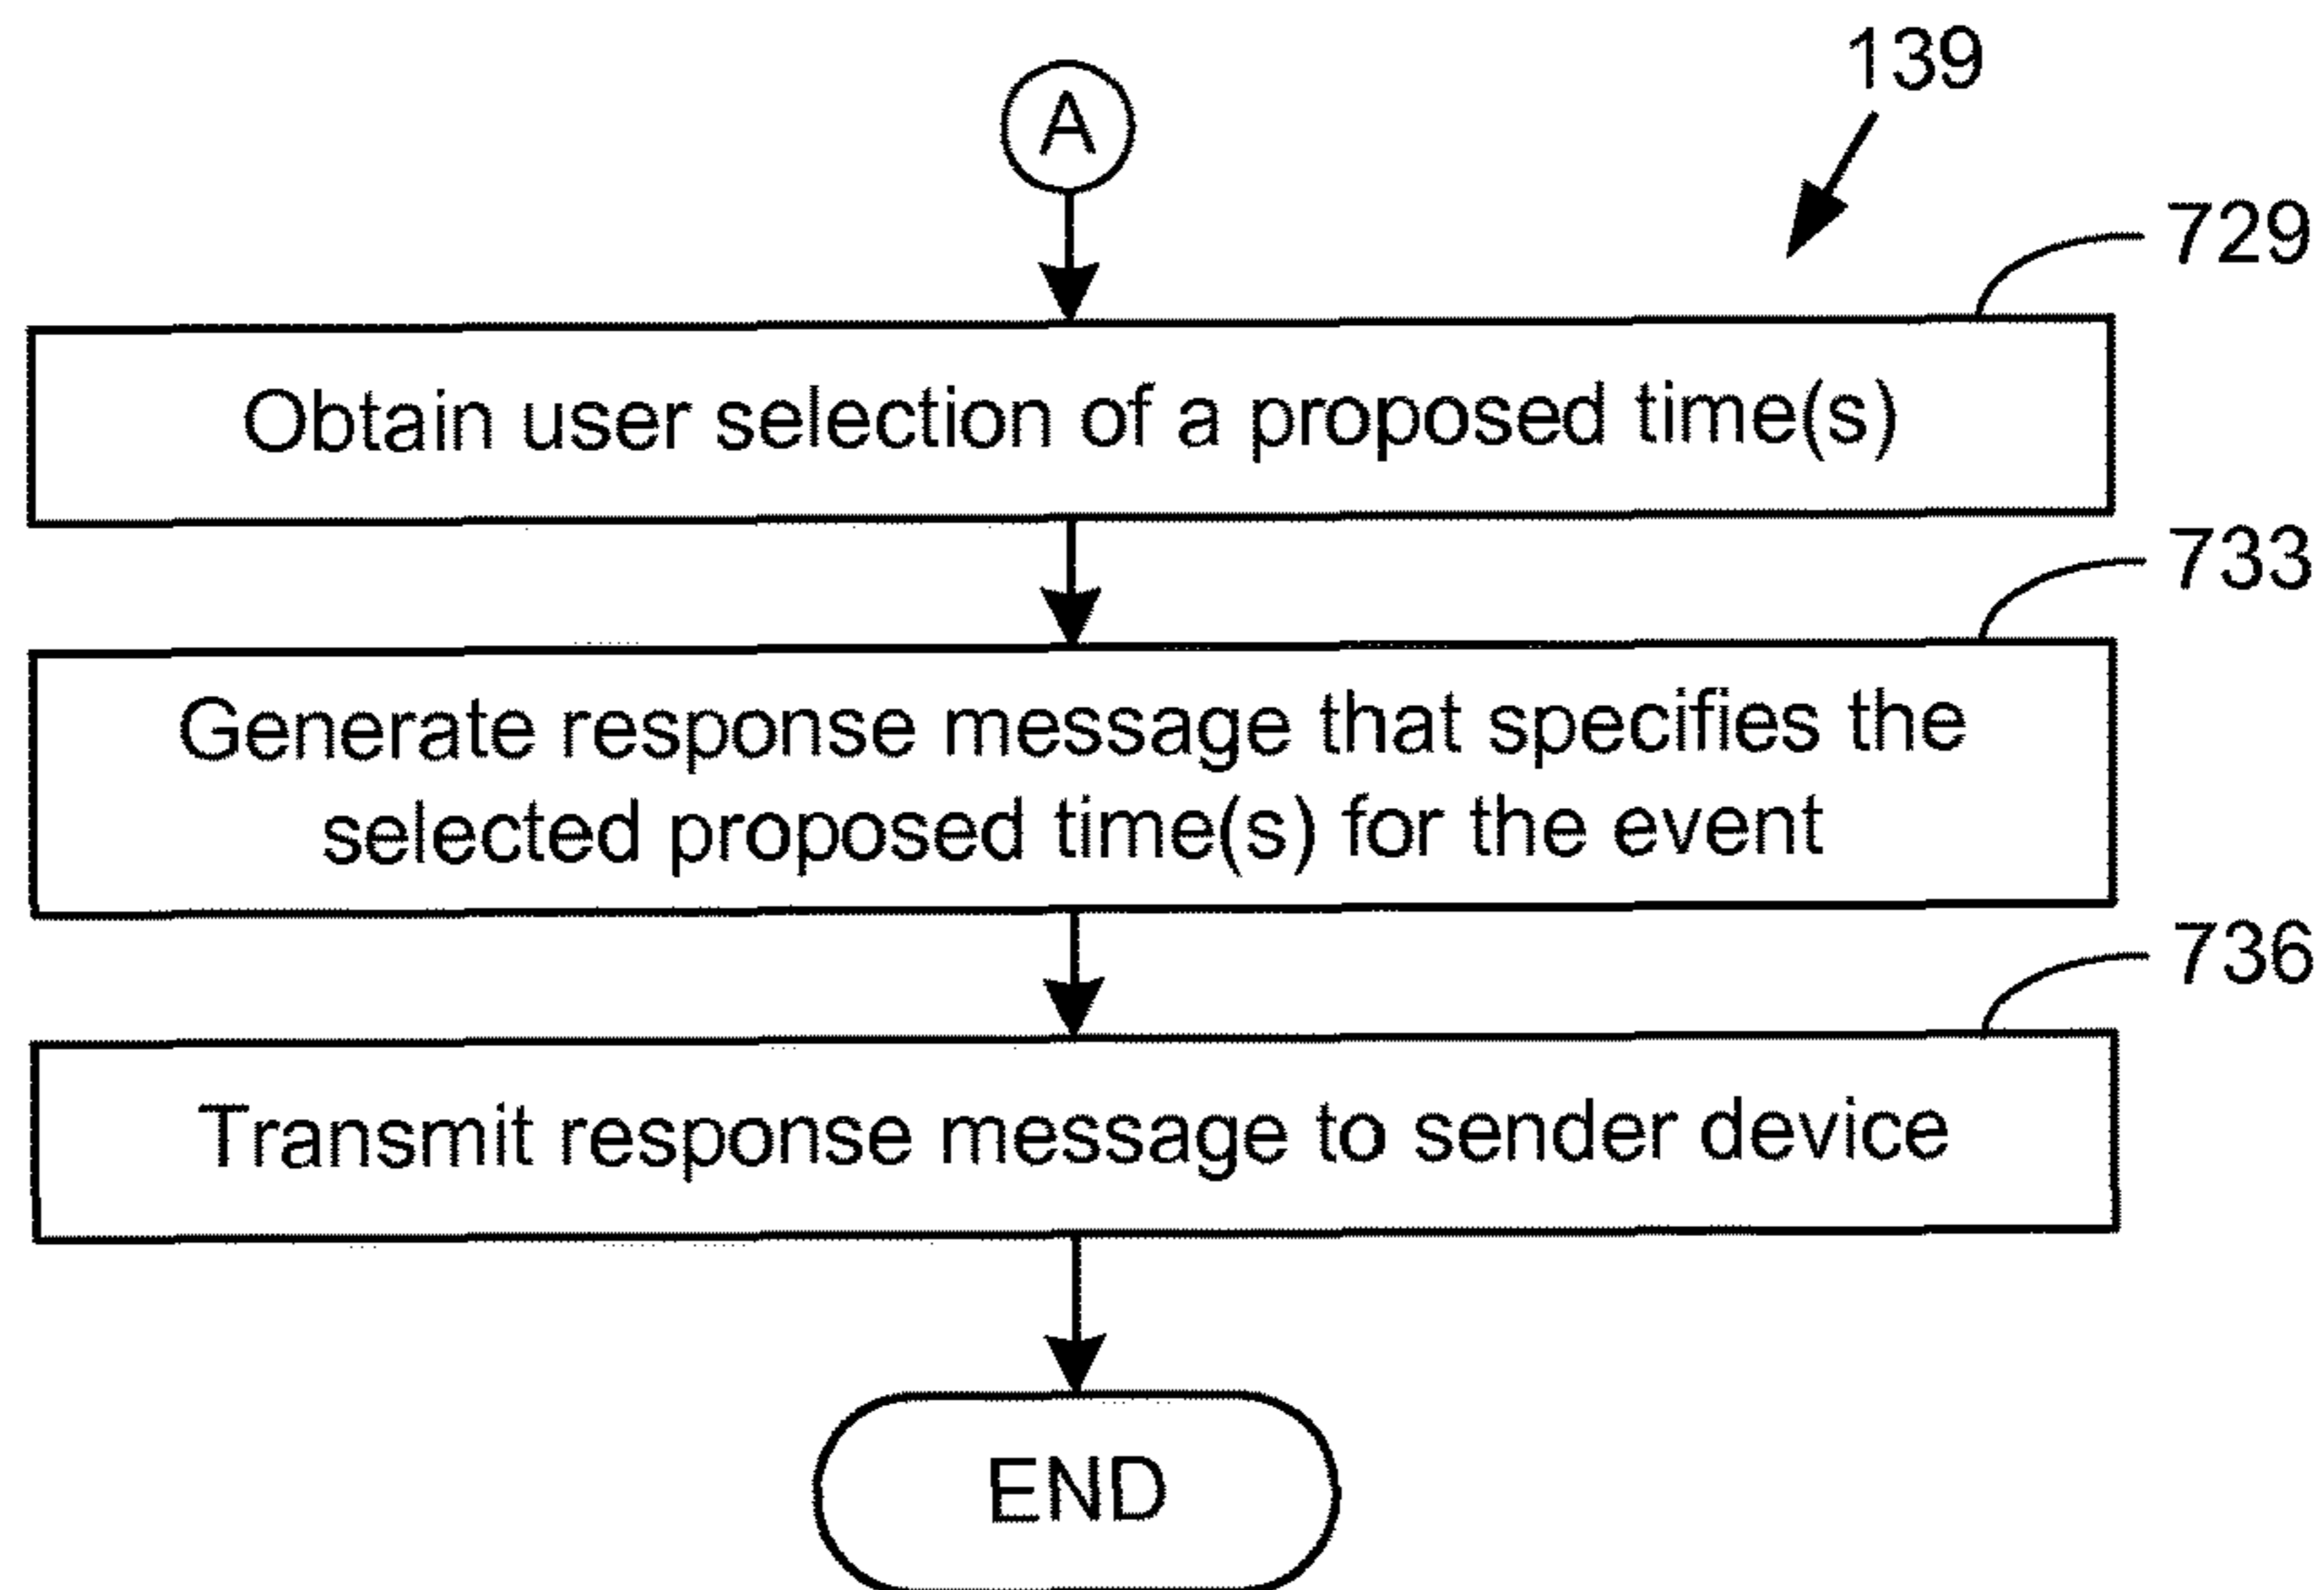 139
A
729
Obtain user selection of a proposed time(s)
733
Generate response message that specifies the
selected proposed time(s) for the event
736
Transmit response message to sender device
END